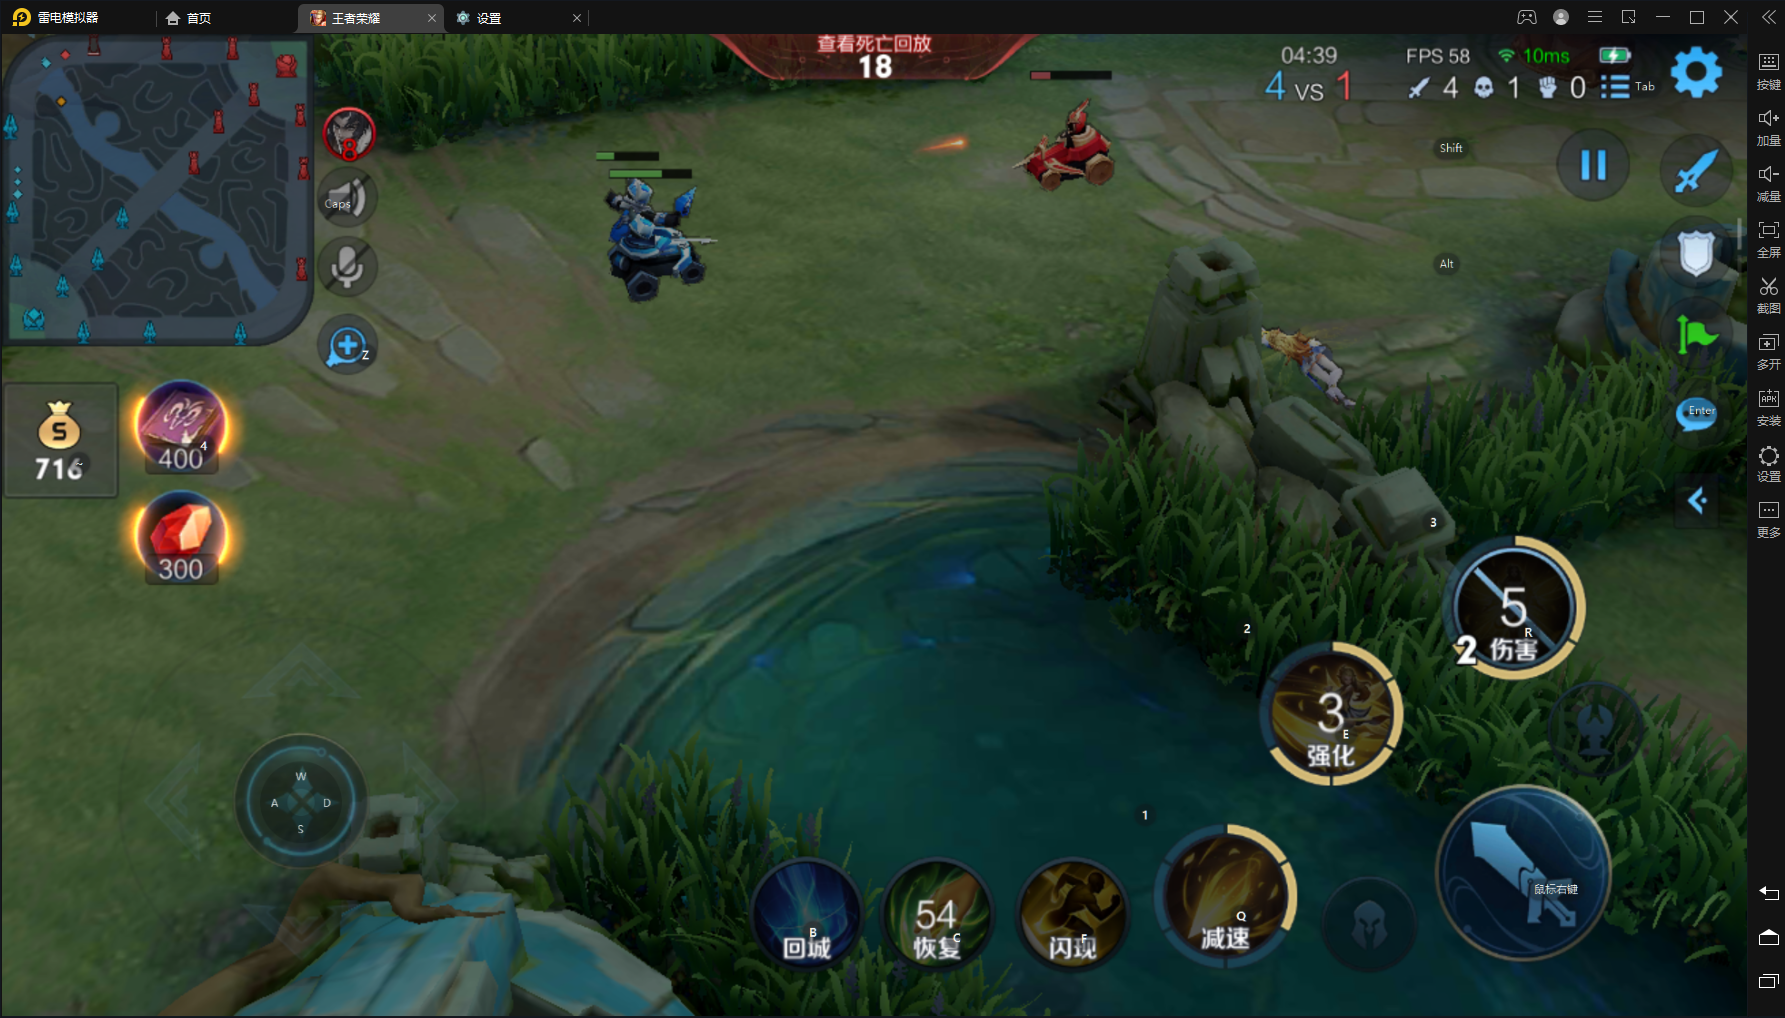 雷电模拟器
首页
王者荣耀
设置
查看死亡回放
18
04:39
FPS 58
10ms
4 VS 1
4
1
0
Tab
按键
加量
减量
全屏
截图
多开
安装
设置
更多
8
Caps
Shift
Alt
Z
Enter
716
~
400
4
300
3
2
5
R
2
伤害
3
E
强化
W
A
D
S
1
B
回城
54
C
恢复
F
闪现
Q
减速
鼠标右键
APK